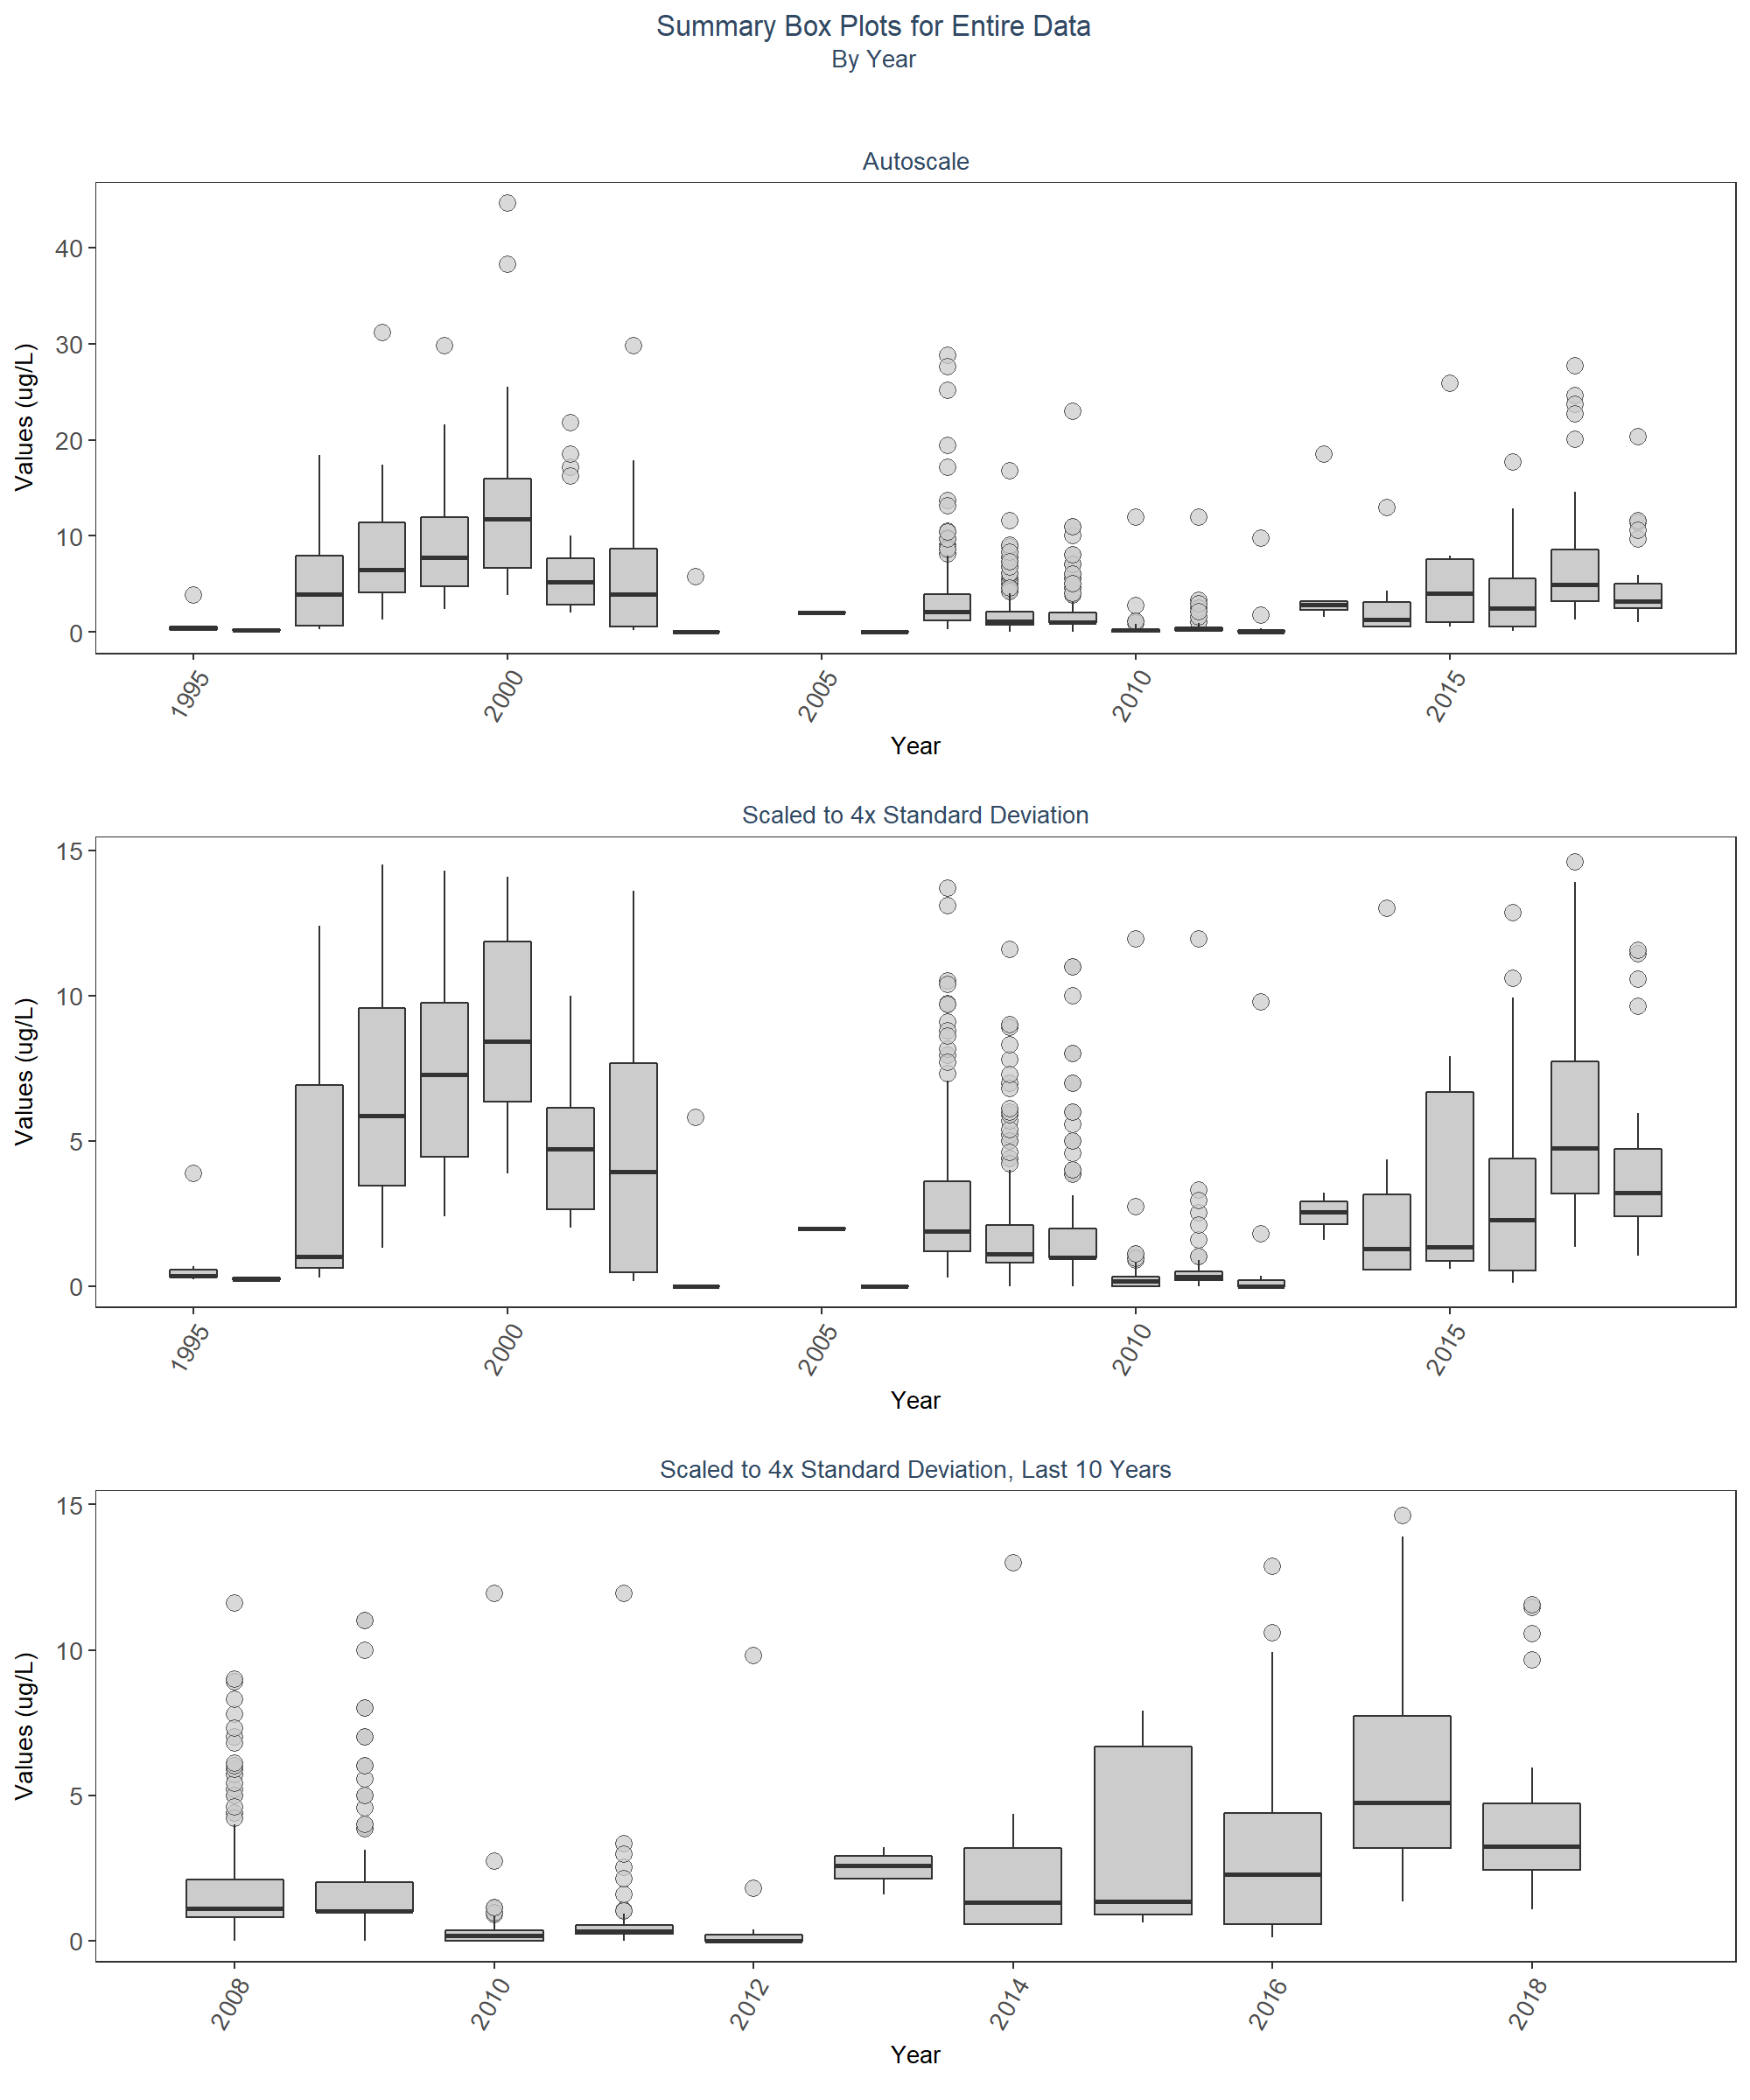 Summary Box Plots for Entire Data
By Year
Autoscale
Values (ug/L)
40
30
20
10
0
1995
2000
2005
2010
2015
Year
Scaled to 4x Standard Deviation
Values (ug/L)
15
10
5
0
1995
2000
2005
2010
2015
Year
Scaled to 4x Standard Deviation, Last 10 Years
Values (ug/L)
15
10
5
0
2008
2010
2012
2014
2016
2018
Year